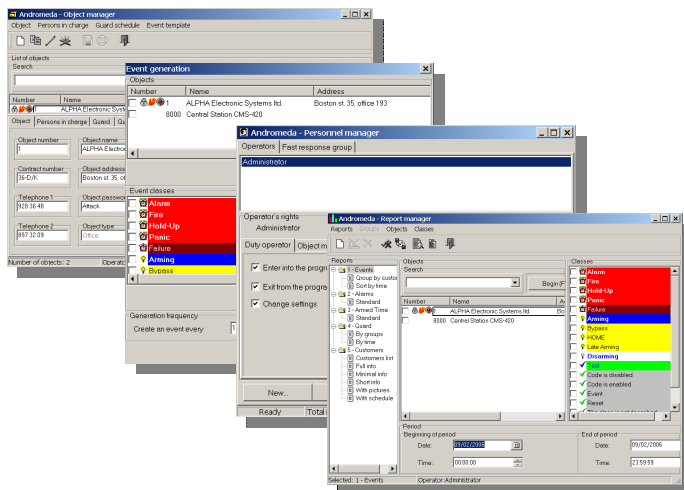 Andromeda - Object manager
Object Persons in charge Guard schedule Event template
List of objects
Search
Number Name
1 ALPHA Electronic Syste
Object Persons in charge Guard
Object number Object name
1 ALPHA Electron
Contract number Object address
36-D/K Boston st. 35, of
Telephone 1 Object password
928 36 48 Attack
Telephone 2 Object type
897 32 09 Office
Number of objects: 2 Operato
Event generation
Objects
Number Name Address
1 ALPHA Electronic Systems ltd. Boston st. 35, office 193
8000 Central Station CMS-420
Event classes
Alarm
Fire
Hold-Up
Panic
Failure
Arming
Bypass
Generation frequency
Create an event every 1
Andromeda - Personnel manager
Operators Fast response group
Administrator
Operator's rights
Administrator
Duty operator Object m
Enter into the progra
Exit from the progra
Change settings
New...
Ready Total
Andromeda - Report manager
Reports Groups Objects Classes
Reports
1 - Events
Group by custo
Sort by time
2 - Alarms
Standard
3 - Armed Time
Standard
4 - Guard
By groups
By time
5 - Customers
Customers list
Full info
Minimal info
Short info
With pictures
With schedule
Objects
Search
Begin (F
Number Name A
1 ALPHA Electronic Systems ltd. Bo
8000 Central Station CMS-420
Classes
Alarm
Fire
Hold-Up
Panic
Failure
Arming
Bypass
HOME
Late Arming
Disarming
Test
Code is disabled
Code is enabled
Event
Reset
Period
Beginning of period End of period
Date: 09/02/2006 Date: 09/02/2006
Time: 00:00:00 Time: 23:59:59
Selected: 1 - Events Operator:Administrator